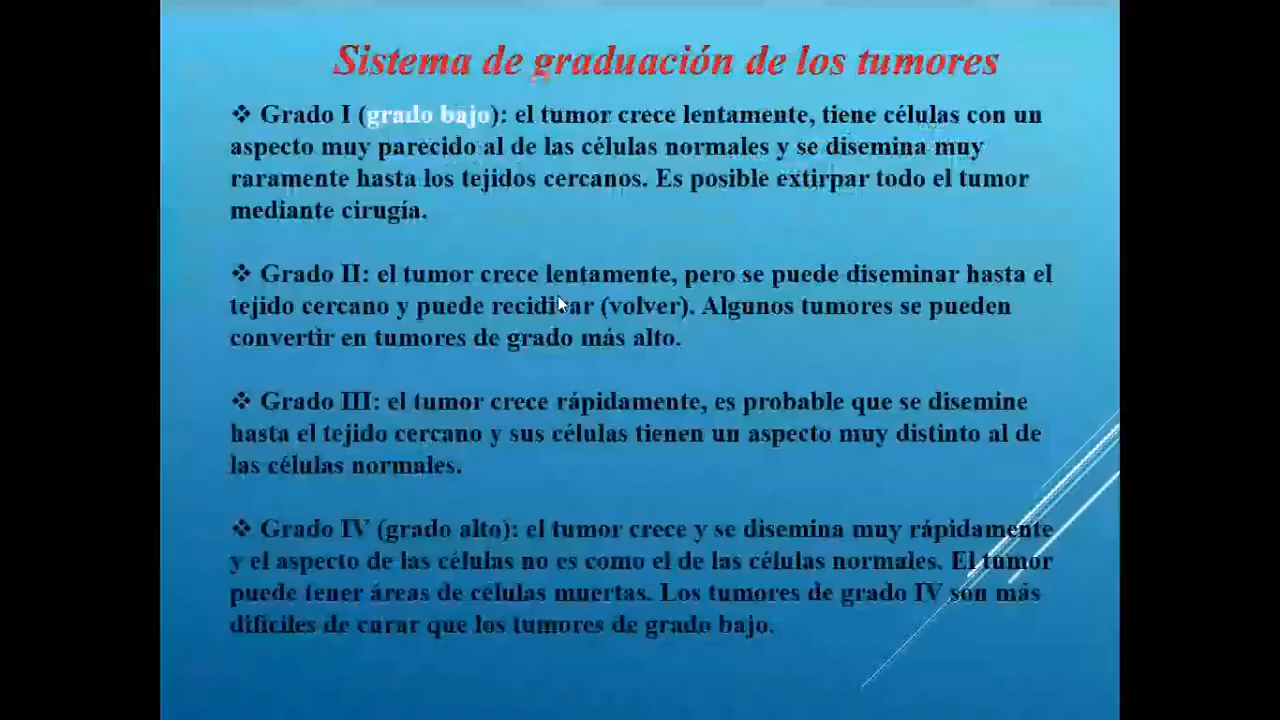 Sistema de graduación de los tumores
❖ Grado I (grado bajo): el tumor crece lentamente, tiene células con un
aspecto muy parecido al de las células normales y se disemina muy
raramente hasta los tejidos cercanos. Es posible extirpar todo el tumor
mediante cirugía.
❖ Grado II: el tumor crece lentamente, pero se puede diseminar hasta el
tejido cercano y puede recidivar (volver). Algunos tumores se pueden
convertir en tumores de grado más alto.
❖ Grado III: el tumor crece rápidamente, es probable que se disemine
hasta el tejido cercano y sus células tienen un aspecto muy distinto al de
las células normales.
❖ Grado IV (grado alto): el tumor crece y se disemina muy rápidamente
y el aspecto de las células no es como el de las células normales. El tumor
puede tener áreas de células muertas. Los tumores de grado IV son más
difíciles de curar que los tumores de grado bajo.